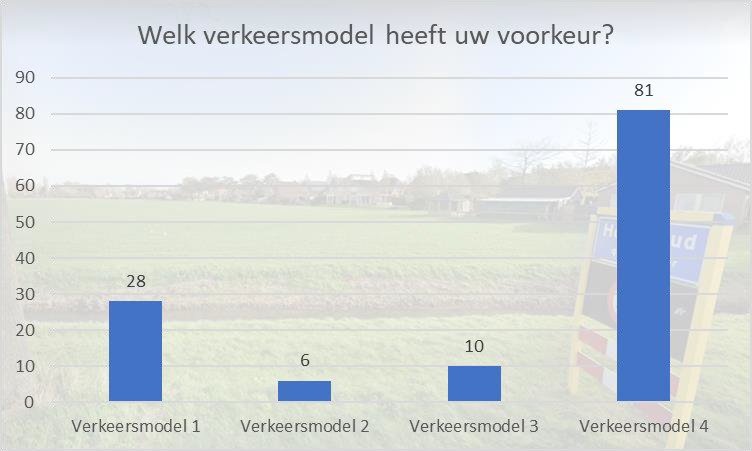 Welk verkeersmodel heeft uw voorkeur?
90
80
70
60
50
40
30
20
10
0
28
6
10
81
Verkeersmodel 1
Verkeersmodel 2
Verkeersmodel 3
Verkeersmodel 4